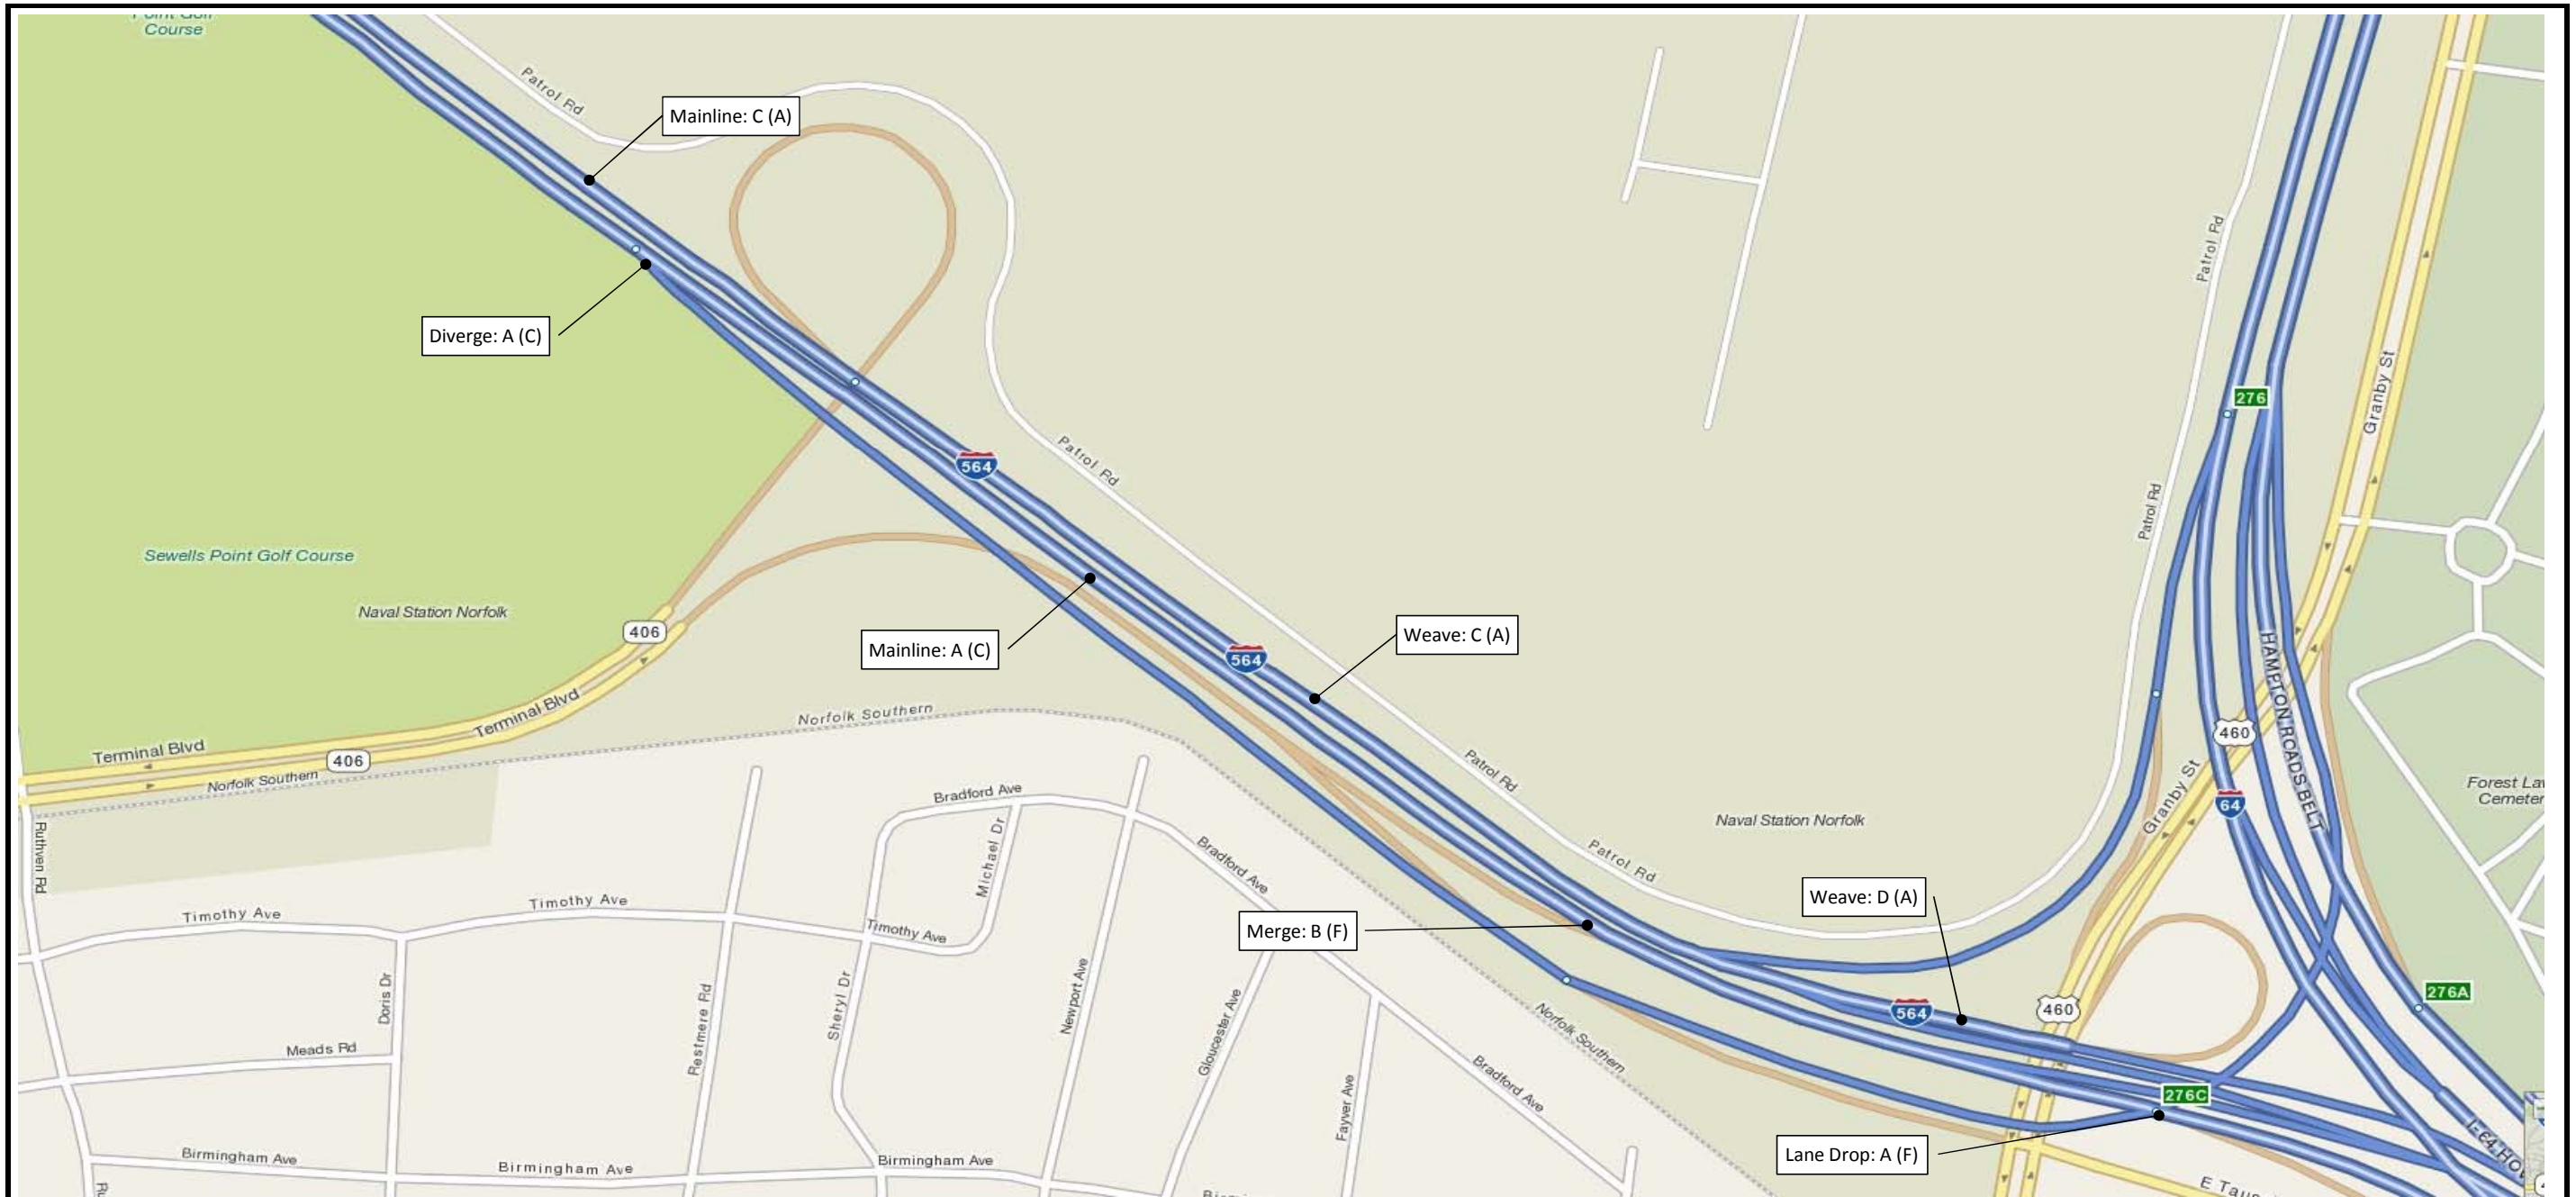 Point Golf
Course
Patrol Rd
Mainline: C (A)
Diverge: A (C)
Patrol Rd
276
Granby St
564
Patrol Rd
Patrol Rd
Sewells Point Golf Course
Naval Station Norfolk
406
Mainline: A (C)
564
Weave: C (A)
HAMPTON ROADS BELT
460
Terminal Blvd
Norfolk Southern
Terminal Blvd
406
Norfolk Southern
Patrol Rd
Granby St
64
Forest La
Cemeter
Naval Station Norfolk
Ruthven Rd
Bradford Ave
Michael Dr
Bradford Ave
Patrol Rd
Weave: D (A)
Timothy Ave
Timothy Ave
Timothy Ave
Merge: B (F)
276A
Doris Dr
Restmere Rd
Sheryl Dr
Newport Ave
Gloucester Ave
Norfolk Southern
564
460
Meads Rd
Bradford Ave
Fayver Ave
276C
Lane Drop: A (F)
I-64 HO
Birmingham Ave
Birmingham Ave
Birmingham Ave
E Taus